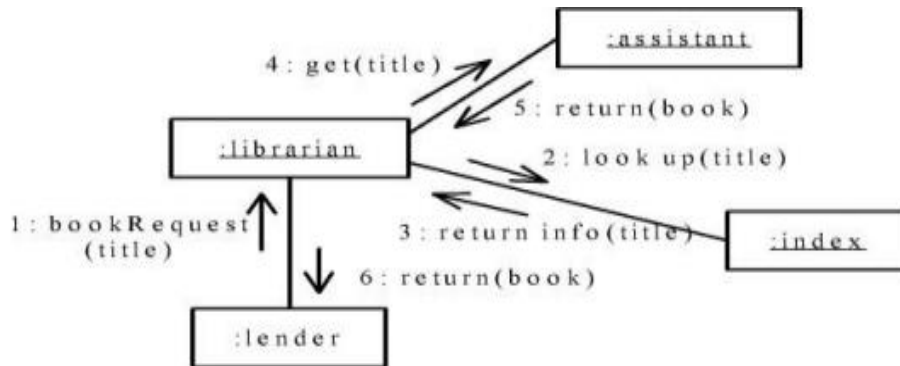 :assistant
4: get(title)
5: return(book)
:librarian
2: look up(title)
1: bookRequest
(title)
3: return info(title)
:index
6: return(book)
:lender